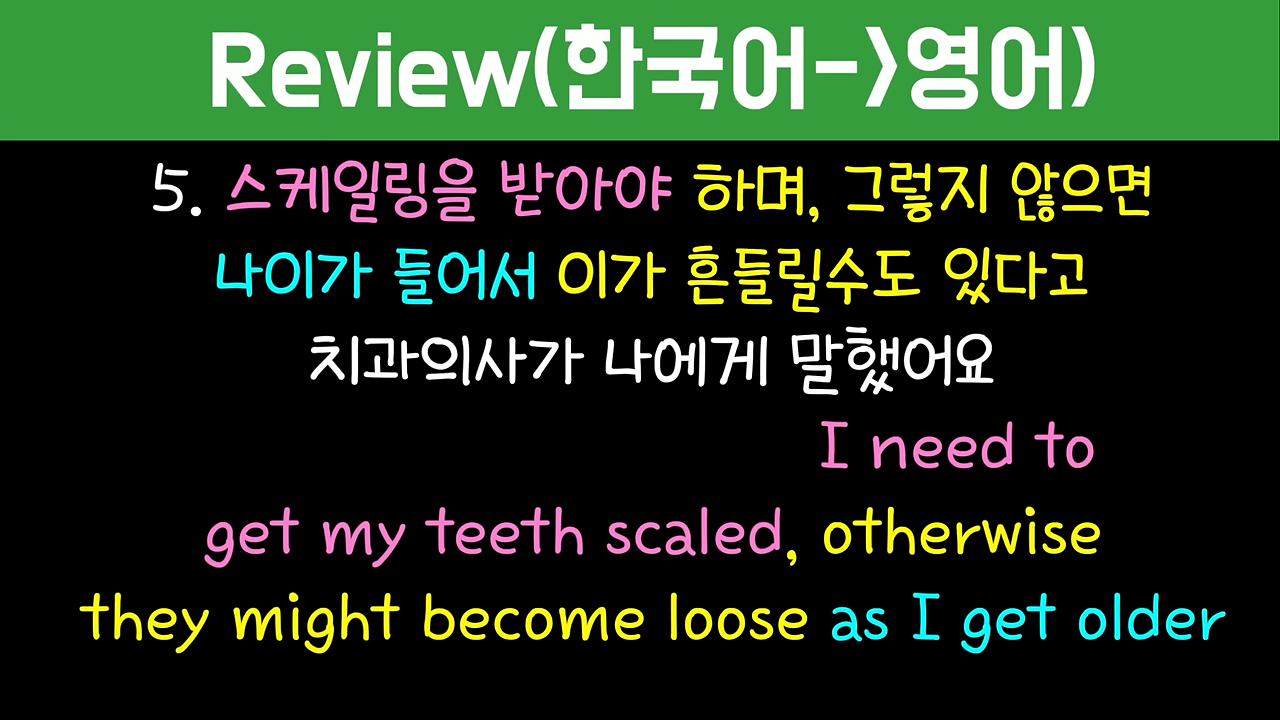 Review(한국어->영어)
5. 스케일링을 받아야 하며, 그렇지 않으면
나이가 들어서 이가 흔들릴수도 있다고
치과의사가 나에게 말했어요
I need to
get my teeth scaled, otherwise
they might become loose as I get older